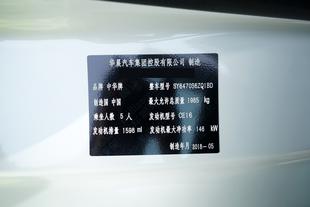 华晨汽车集团控股有限公司 制造
品牌 中华牌 整车型号 SY6470S6ZQ1BD
制造国 中国 最大允许总质量 1985 kg
乘坐人数 5 人 发动机型号 CE16
发动机排量 1598 ml 发动机最大净功率 146 kW
制造年月 2018-05